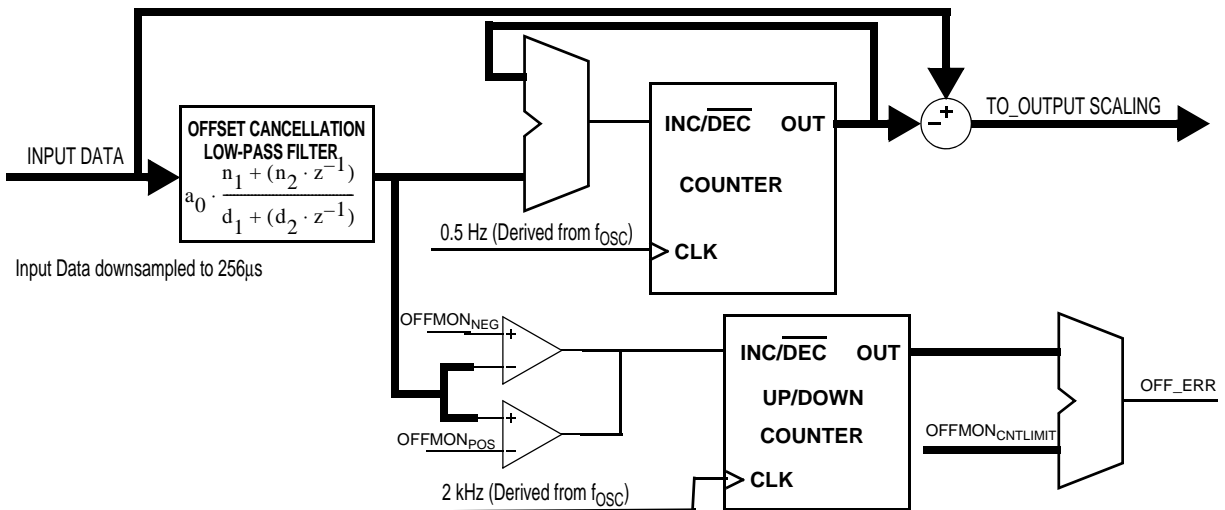 INC/DEC OUT
COUNTER
CLK
- +
TO_OUTPUT SCALING
INPUT DATA
OFFSET CANCELLATION
LOW-PASS FILTER
a0 · n1 + (n2 · z−1)
d1 + (d2 · z−1)
0.5 Hz (Derived from fOSC)
Input Data downsampled to 256µs
OFFMONNEG
+
−
+
−
OFFMONPOS
INC/DEC OUT
UP/DOWN
COUNTER
CLK
2 kHz (Derived from fOSC)
OFFMONCNTLIMIT
OFF_ERR